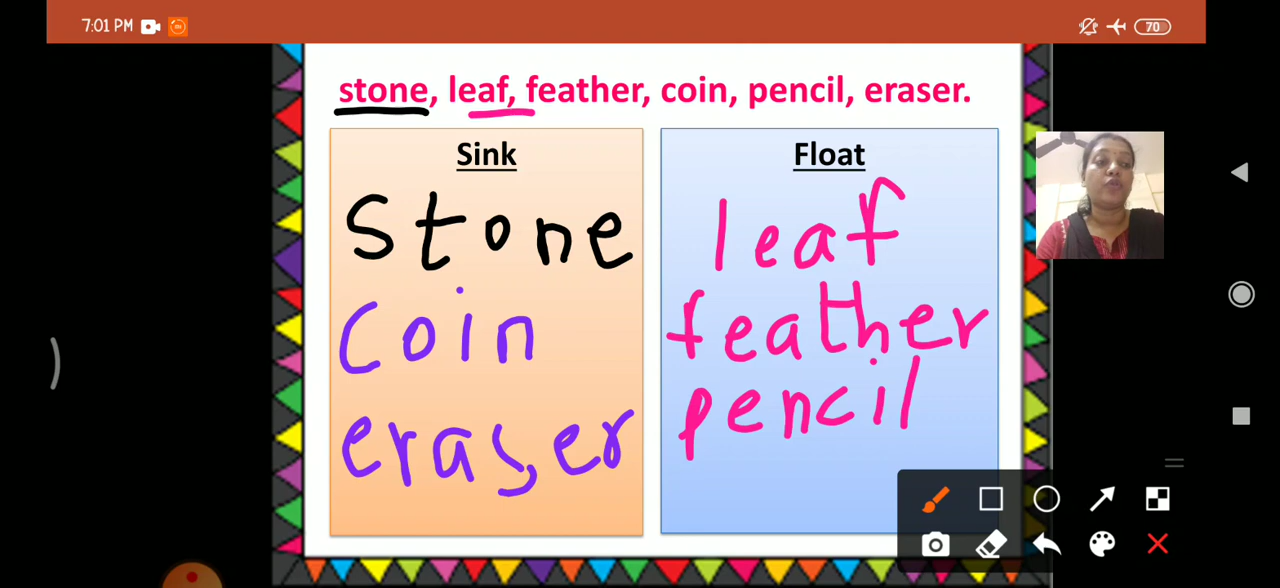 7:01 PM
70
stone, leaf, feather, coin, pencil, eraser.
Sink
Stone
Coin
eraser
Float
leaf
feather
pencil